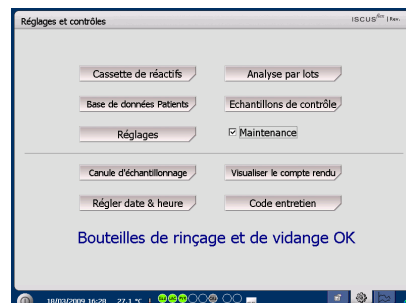 Réglages et contrôles
ISCUS flex | Rev.
Cassette de réactifs
Analyse par lots
Base de données Patients
Echantillons de contrôle
Réglages
Maintenance
Canule d'échantillonnage
Visualiser le compte rendu
Régler date & heure
Code entretien
Bouteilles de rinçage et de vidange OK
18/03/2009 16:28 27.1 °C